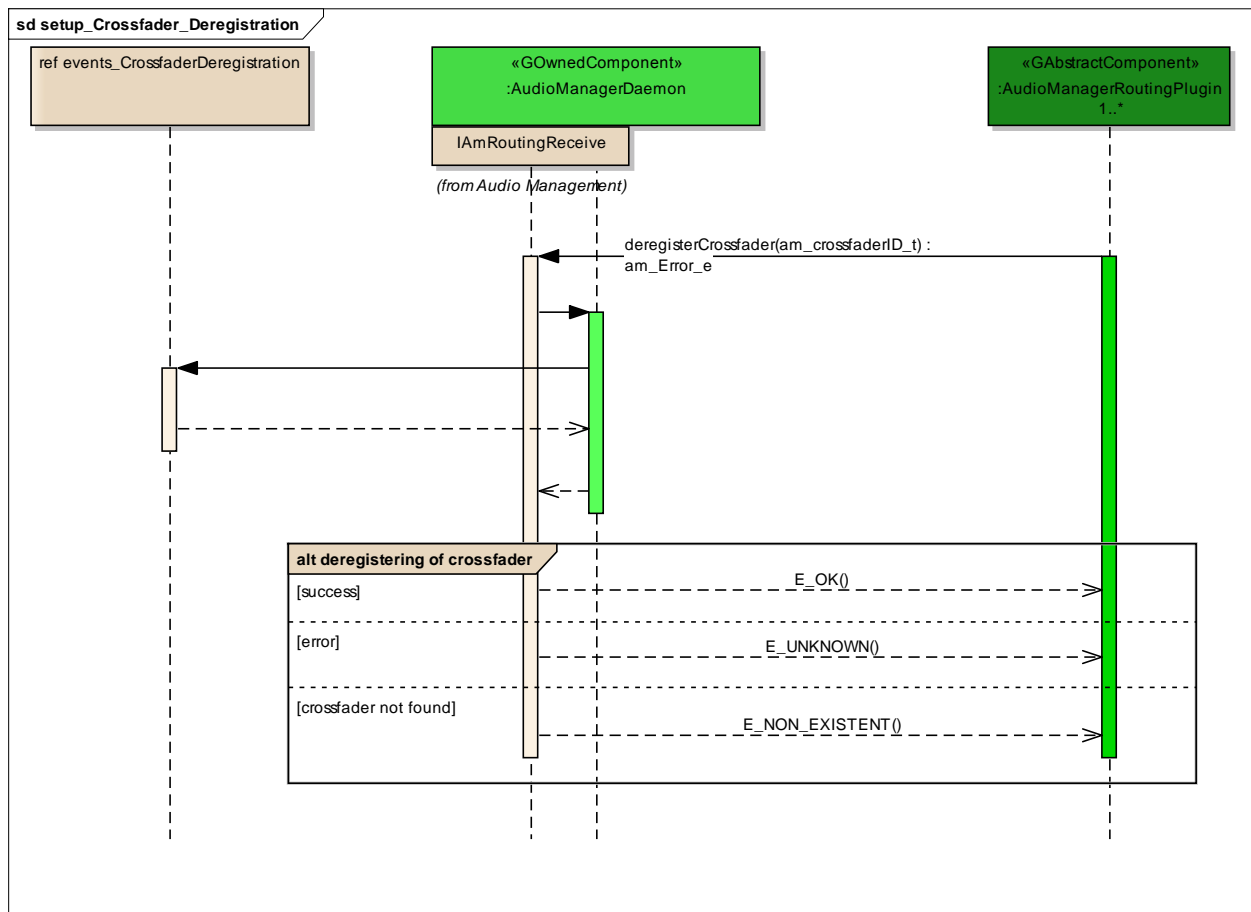 sd setup_Crossfader_Deregistration
ref events_CrossfaderDeregistration
«GOwnedComponent»
:AudioManagerDaemon
«GAbstractComponent»
:AudioManagerRoutingPlugin
1..*
IAmRoutingReceive
(from Audio Management)
deregisterCrossfader(am_crossfaderID_t) :
am_Error_e
alt deregistering of crossfader
[success]
E_OK()
[error]
E_UNKNOWN()
[crossfader not found]
E_NON_EXISTENT()